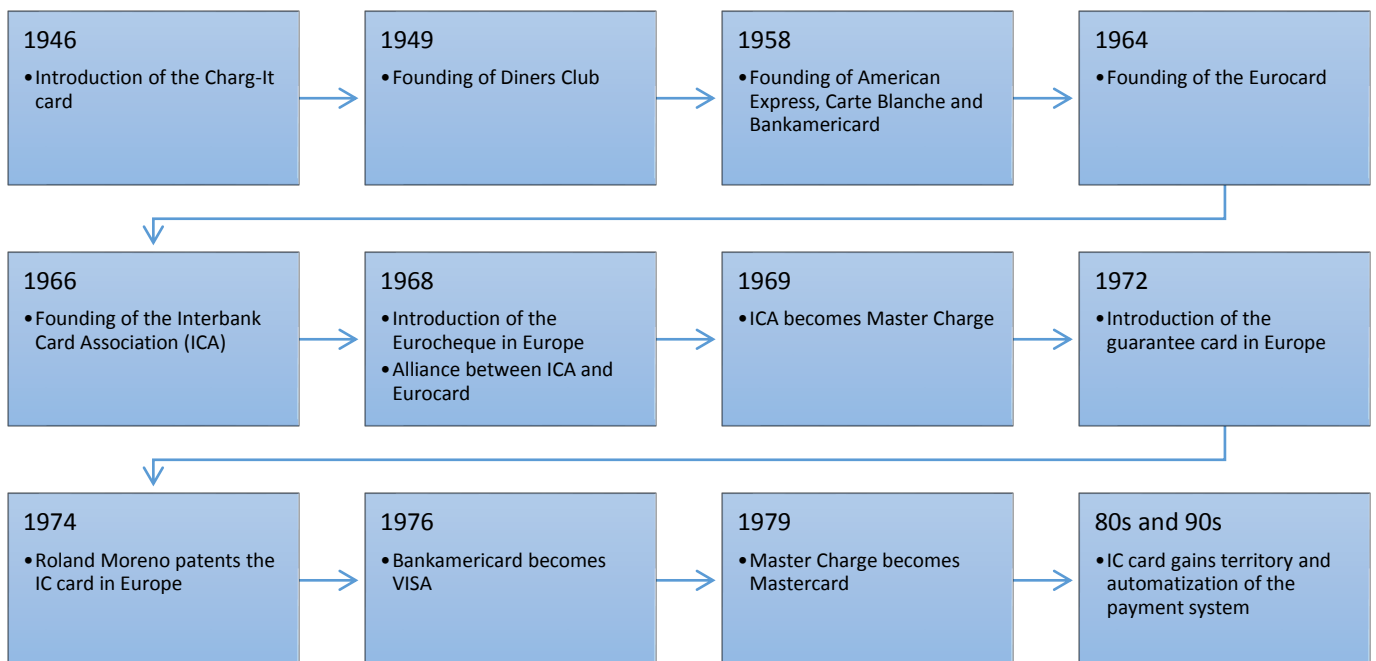 1946
•Introduction of the Charg-It
card
1949
•Founding of Diners Club
1958
•Founding of American
Express, Carte Blanche and
Bankamericard
1964
•Founding of the Eurocard
1966
•Founding of the Interbank
Card Association (ICA)
1968
•Introduction of the
Eurocheque in Europe
•Alliance between ICA and
Eurocard
1969
•ICA becomes Master Charge
1972
•Introduction of the
guarantee card in Europe
1974
•Roland Moreno patents the
IC card in Europe
1976
•Bankamericard becomes
VISA
1979
•Master Charge becomes
Mastercard
80s and 90s
•IC card gains territory and
automatization of the
payment system